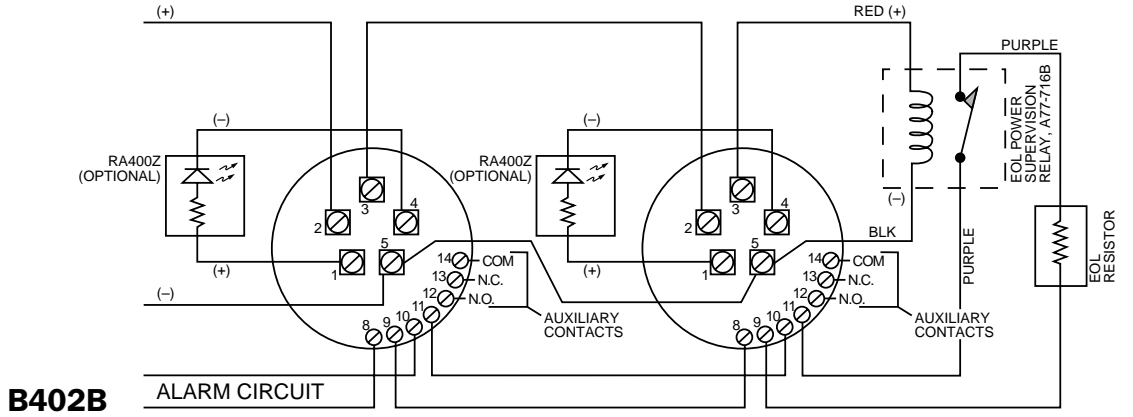 (+)
RED (+)
PURPLE
EOL POWER
SUPERVISION
RELAY, A77-716B
(–)
RA400Z
(OPTIONAL)
(–)
RA400Z
(OPTIONAL)
3
2
4
1
5
(+)
14 COM
13 N.C.
12 N.O.
11
10
9
8
AUXILIARY
CONTACTS
3
2
4
1
5
(+)
14 COM
13 N.C.
12 N.O.
11
10
9
8
AUXILIARY
CONTACTS
(–)
BLK
PURPLE
EOL
RESISTOR
(–)
ALARM CIRCUIT
B402B